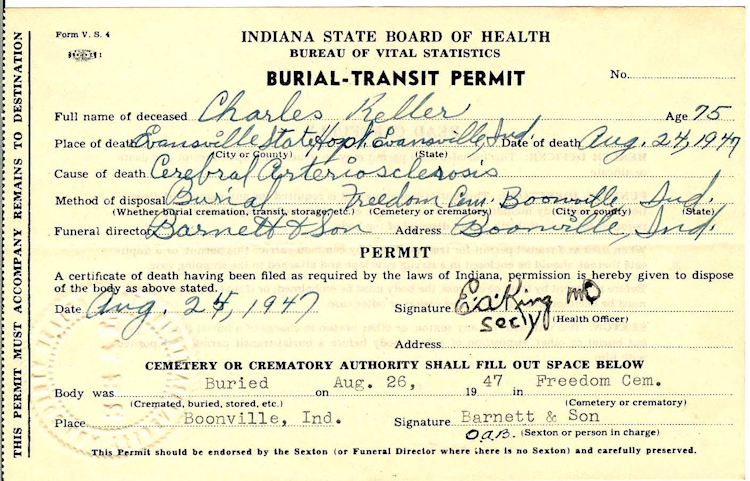 Form V. S. 4
INDIANA STATE BOARD OF HEALTH
BUREAU OF VITAL STATISTICS
BURIAL-TRANSIT PERMIT
No.
Full name of deceased Charles Keller Age 75
Place of death Evansville State Hospt. Evansville, Ind. Date of death Aug. 24, 1947
(City or County) (State)
Cause of death Cerebral Arteriosclerosis
Method of disposal Burial Freedom Cem. Boonville, Ind.
(Whether burial cremation, transit, storage, etc.) (Cemetery or crematory) (City or county) (State)
Funeral director Barnett & Son Address Boonville, Ind.
PERMIT
A certificate of death having been filed as required by the laws of Indiana, permission is hereby given to dispose
of the body as above stated.
Date Aug. 24, 1947 Signature King MD
Sec'ly (Health Officer)
Address
CEMETERY OR CREMATORY AUTHORITY SHALL FILL OUT SPACE BELOW
Body was Buried on Aug. 26, 1947 in Freedom Cem.
(Cremated, buried, stored, etc.) (Cemetery or crematory)
Place Boonville, Ind. Signature Barnett & Son
O.a.B. (Sexton or person in charge)
This Permit should be endorsed by the Sexton (or Funeral Director where there is no Sexton) and carefully preserved.
THIS PERMIT MUST ACCOMPANY REMAINS TO DESTINATION